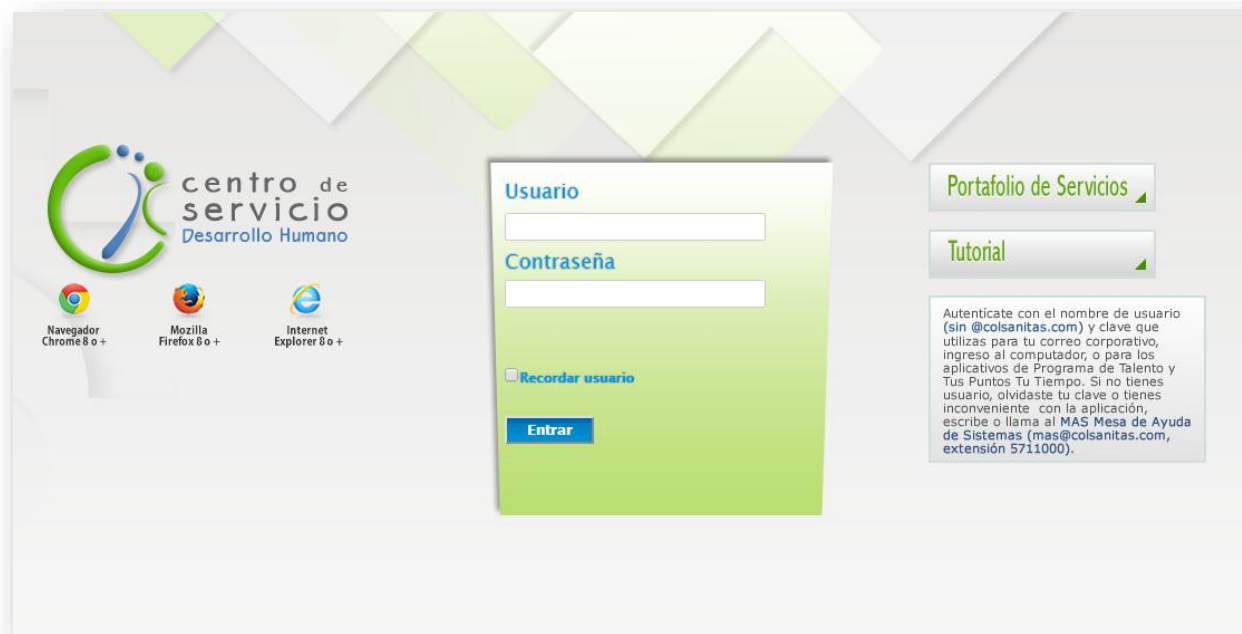 centro de
servicio
Desarrollo Humano
Navegador
Chrome 8 o +
Mozilla
Firefox 8 o +
Internet
Explorer 8 o +
Usuario
Contraseña
Recordar usuario
Entrar
Portafolio de Servicios
Tutorial
Autentícate con el nombre de usuario
(sin @colsanitas.com) y clave que
utilizas para tu correo corporativo,
ingreso al computador, o para los
aplicativos de Programa de Talento y
Tus Puntos Tu Tiempo. Si no tienes
usuario, olvidaste tu clave o tienes
inconveniente con la aplicación,
escribe o llama al MAS Mesa de Ayuda
de Sistemas (mas@colsanitas.com,
extensión 5711000).